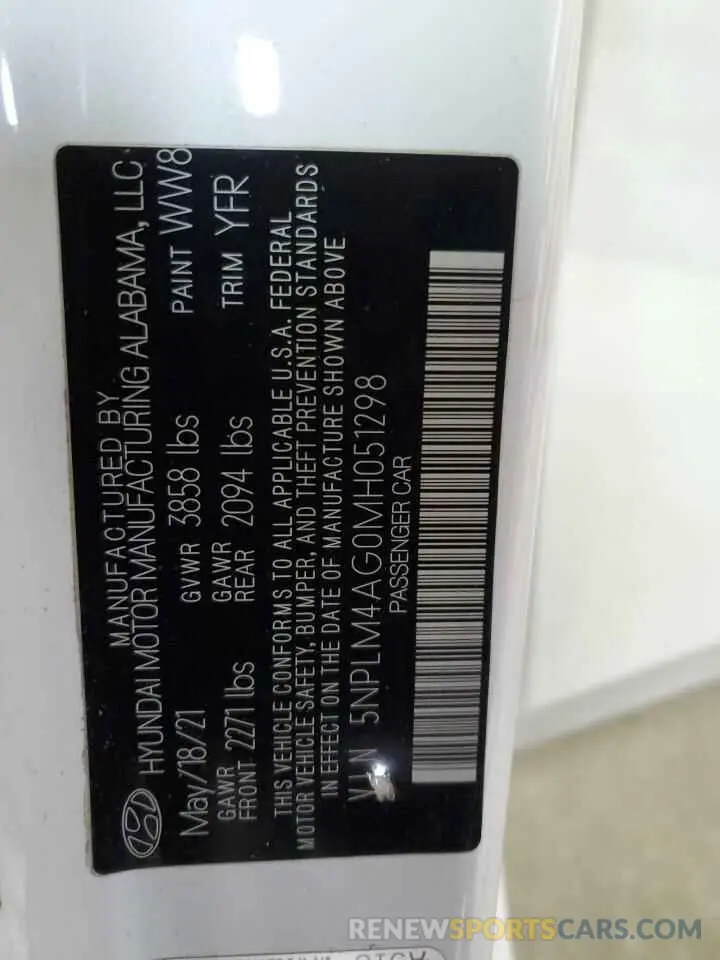 MANUFACTURED BY
HYUNDAI MOTOR MANUFACTURING ALABAMA, LLC
May/18/21 GVWR 3858 lbs PAINT WW8
GAWR FRONT 2271 lbs GAWR REAR 2094 lbs TRIM YFR
THIS VEHICLE CONFORMS TO ALL APPLICABLE U.S.A. FEDERAL
MOTOR VEHICLE SAFETY, BUMPER, AND THEFT PREVENTION STANDARDS
IN EFFECT ON THE DATE OF MANUFACTURE SHOWN ABOVE
VIN 5NPLM4AG0MH051298
PASSENGER CAR
RENEWSPORTSCARS.COM